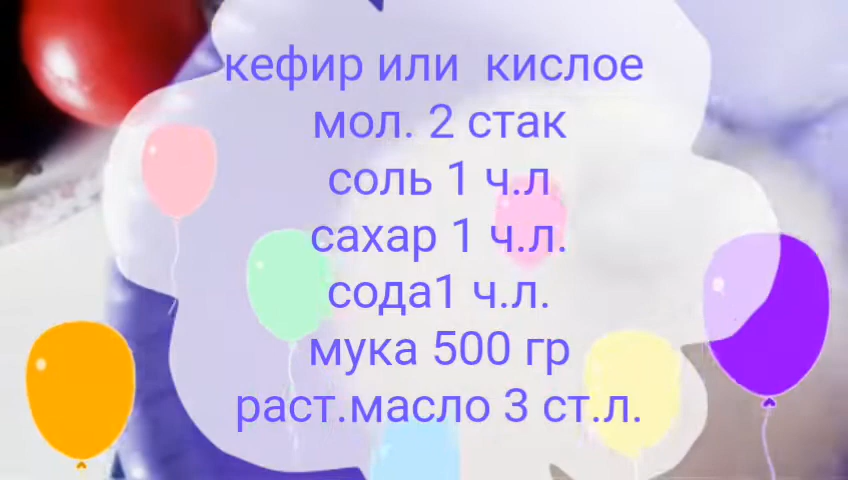 кефир или кислое
мол. 2 стак
соль 1 ч.л
сахар 1 ч.л.
сода1 ч.л.
мука 500 гр
раст.масло 3 ст.л.